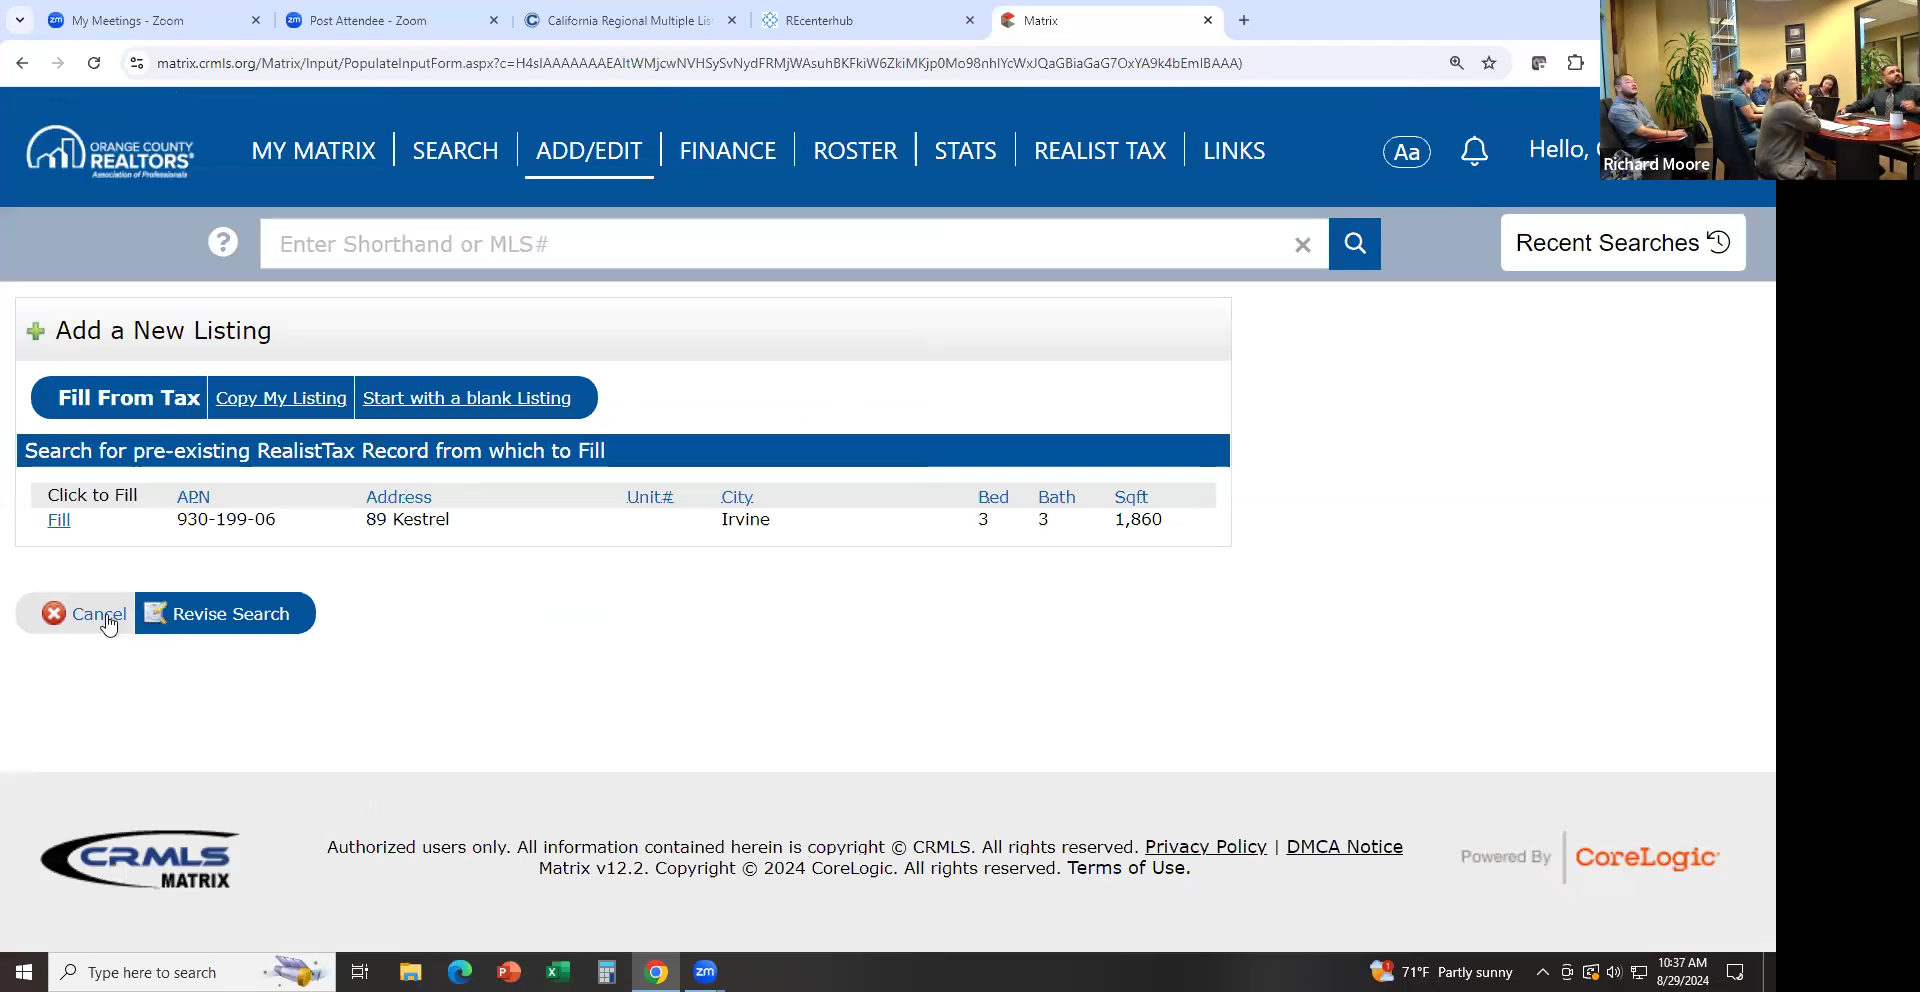 My Meetings - Zoom
Post Attendee - Zoom
California Regional Multiple Lis
REcenterhub
Matrix
matrix.crmls.org/Matrix/Input/PopulateInputForm.aspx?c=
ORANGE COUNTY
REALTORS®
Association of Professionals
MY MATRIX
SEARCH
ADD/EDIT
FINANCE
ROSTER
STATS
REALIST TAX
LINKS
Aa
Hello,
Richard Moore
?
Enter Shorthand or MLS#
Recent Searches
Add a New Listing
Fill From Tax
Copy My Listing
Start with a blank Listing
Search for pre-existing RealistTax Record from which to Fill
Click to Fill APN Address Unit# City Bed Bath Sqft
Fill 930-199-06 89 Kestrel Irvine 3 3 1,860
Cancel
Revise Search
CRMLS
MATRIX
Authorized users only. All information contained herein is copyright © CRMLS. All rights reserved. Privacy Policy | DMCA Notice
Matrix v12.2. Copyright © 2024 CoreLogic. All rights reserved. Terms of Use.
Powered By
CoreLogic
Type here to search
zm
71°F Partly sunny
10:37 AM
8/29/2024